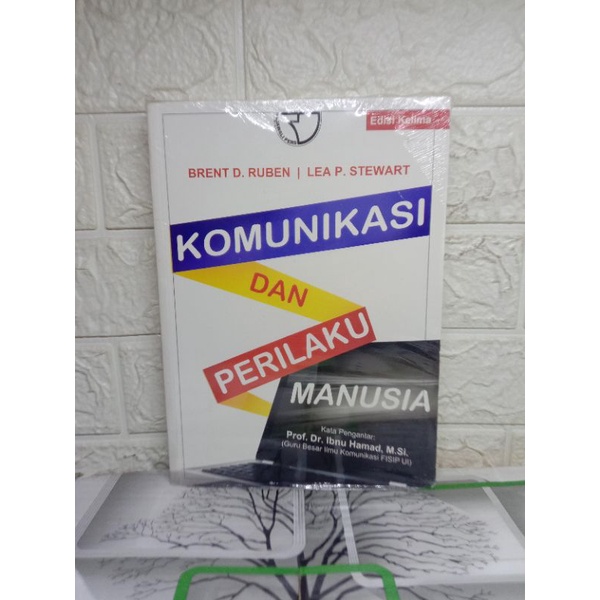 Edisi Kelima
BRENT D. RUBEN | LEA P. STEWART
KOMUNIKASI
DAN
PERILAKU
MANUSIA
Kata Pengantar:
Prof. Dr. Ibnu Hamad, M.Si.
(Guru Besar Ilmu Komunikasi FISIP UI)